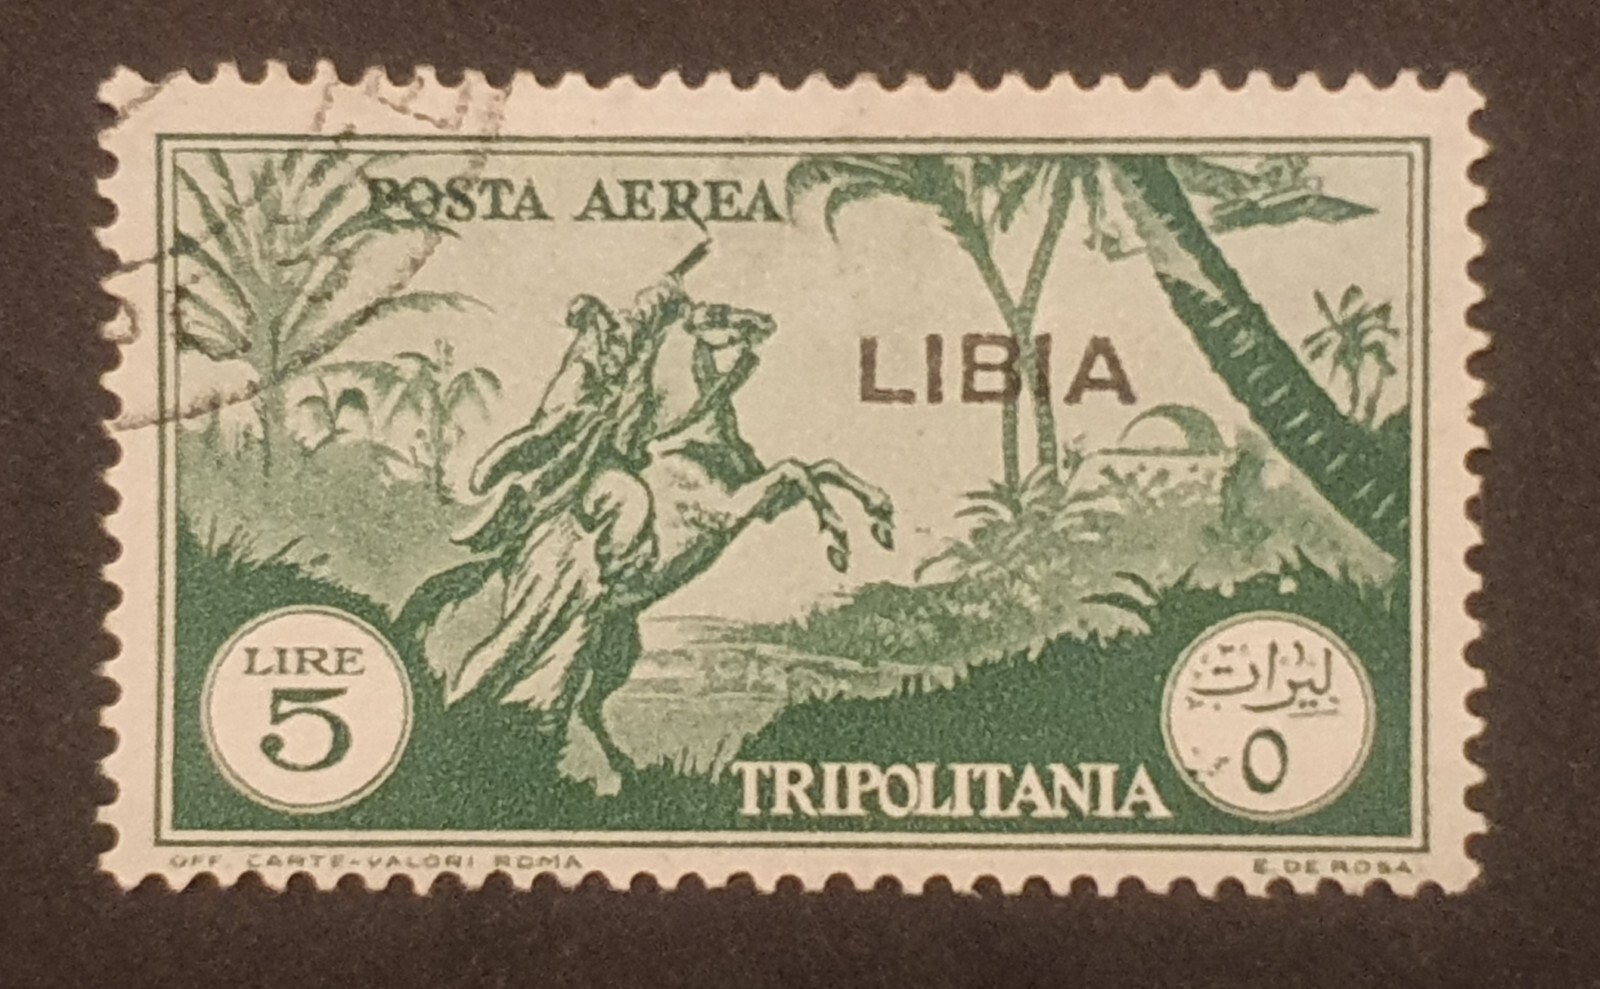 POSTA AEREA
LIBIA
LIRE
5
ليرات
٥
TRIPOLITANIA
OFF. CARTE-VALORI ROMA
E. DE ROSA